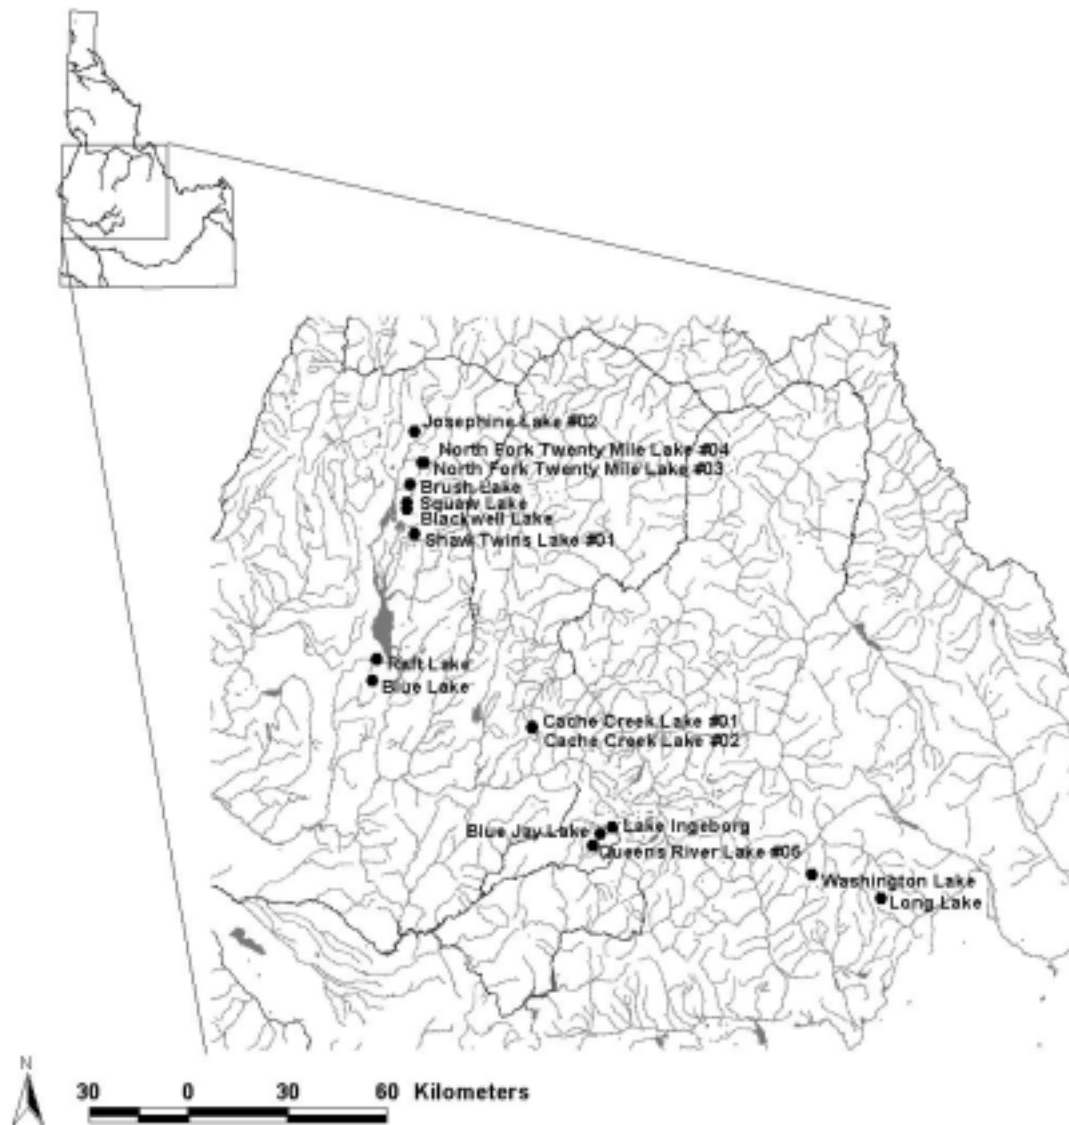 Josephine Lake #02
North Fork Twenty Mile Lake #04
North Fork Twenty Mile Lake #03
Brush Lake
Squaw Lake
Blackwell Lake
Shaw Twins Lake #01
Raft Lake
Blue Lake
Cache Creek Lake #01
Cache Creek Lake #02
Blue Jay Lake
Lake Ingeborg
Queens River Lake #05
Washington Lake
Long Lake
N
30 0 30 60 Kilometers